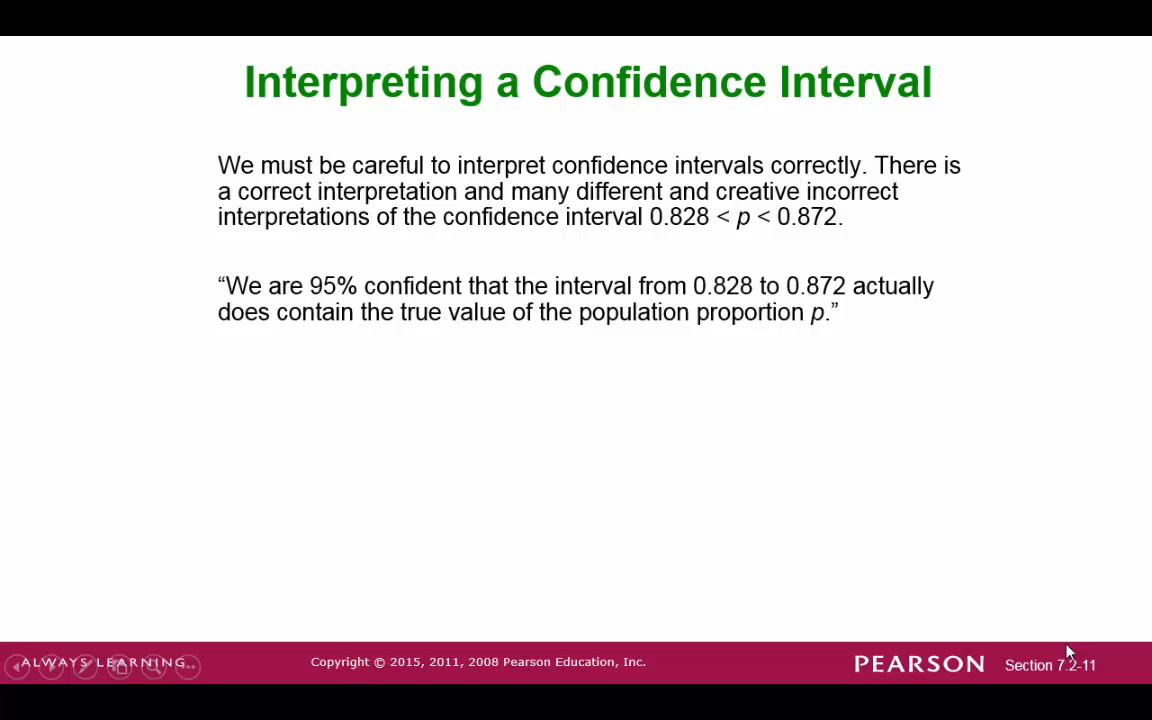 Interpreting a Confidence Interval
We must be careful to interpret confidence intervals correctly. There is
a correct interpretation and many different and creative incorrect
interpretations of the confidence interval 0.828 < p < 0.872.
“We are 95% confident that the interval from 0.828 to 0.872 actually
does contain the true value of the population proportion p.”
ALWAYS LEARNING
Copyright © 2015, 2011, 2008 Pearson Education, Inc.
PEARSON
Section 7.2-11